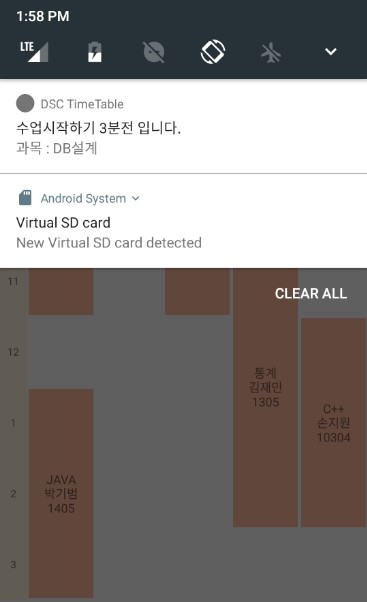 1:58 PM
LTE
DSC TimeTable
수업시작하기 3분전 입니다.
과목 : DB설계
Android System
Virtual SD card
New Virtual SD card detected
CLEAR ALL
11
12
1
2
3
JAVA
박기범
1405
통계
김재민
1305
C++
손지원
10304